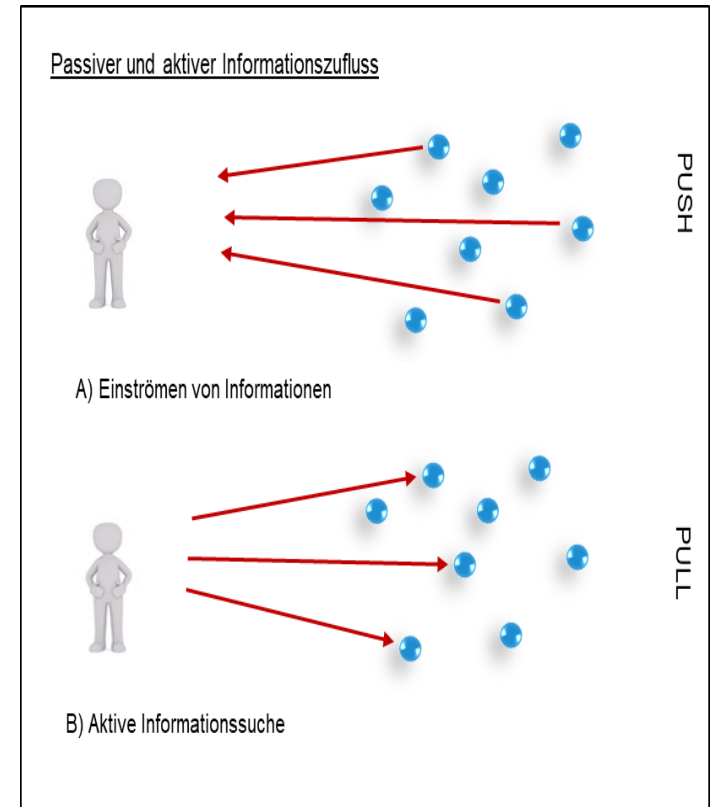 Passiver und aktiver Informationszufluss
PUSH
A) Einströmen von Informationen
PULL
B) Aktive Informationssuche